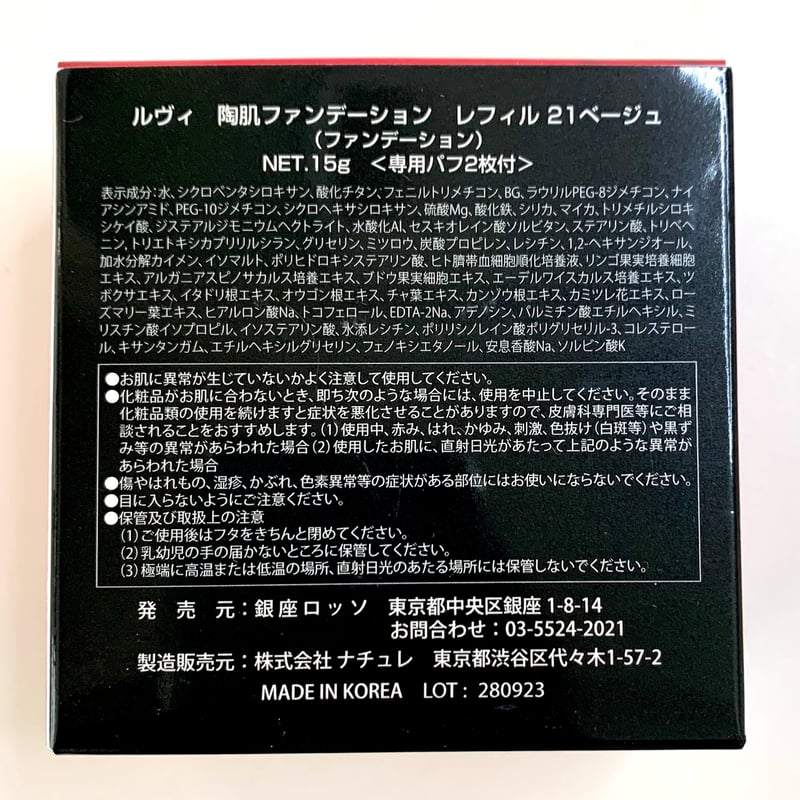 ルヴィ 陶肌ファンデーション レフィル 21ベージュ
（ファンデーション）
NET.15g ＜専用パフ2枚付＞
表示成分：水、シクロペンタシロキサン、酸化チタン、フェニルトリメチコン、BG、ラウリルPEG-8ジメチコン、ナイ
アシンアミド、PEG-10ジメチコン、シクロヘキサシロキサン、硫酸Mg、酸化鉄、シリカ、マイカ、トリメチルシロキ
シケイ酸、ジステアルジモニウムヘクトライト、水酸化Al、セスキオレイン酸ソルビタン、ステアリン酸、トリベヘ
ニン、トリエトキシカプリリルシラン、グリセリン、ミツロウ、炭酸プロピレン、レシチン、1,2-ヘキサンジオール、
加水分解カイメン、イソマルト、ポリヒドロキシステアリン酸、ヒト臍帯血細胞順化培養液、リンゴ果実培養細胞
エキス、アルガニアスピノサカルス培養エキス、ブドウ果実細胞エキス、エーデルワイスカルス培養エキス、ツ
ボクサエキス、イタドリ根エキス、オウゴン根エキス、チャ葉エキス、カンゾウ根エキス、カミツレ花エキス、ロー
ズマリー葉エキス、ヒアルロン酸Na、トコフェロール、EDTA-2Na、アデノシン、パルミチン酸エチルヘキシル、ミ
リスチン酸イソプロピル、イソステアリン酸、水添レシチン、ポリリシノレイン酸ポリグリセリル-3、コレステロー
ル、キサンタンガム、エチルヘキシルグリセリン、フェノキシエタノール、安息香酸Na、ソルビン酸K
●お肌に異常が生じていないかよく注意して使用してください。
●化粧品がお肌に合わないとき、即ち次のような場合には、使用を中止してください。そのまま
化粧品類の使用を続けますと症状を悪化させることがありますので、皮膚科専門医等にご相
談されることをおすすめします。（1）使用中、赤み、はれ、かゆみ、刺激、色抜け（白斑等）や黒ず
み等の異常があらわれた場合（2）使用したお肌に、直射日光があたって上記のような異常が
あらわれた場合
●傷やはれもの、湿疹、かぶれ、色素異常等の症状がある部位にはお使いにならないでください。
●目に入らないようにご注意ください。
●保管及び取扱上の注意
（1）ご使用後はフタをきちんと閉めてください。
（2）乳幼児の手の届かないところに保管してください。
（3）極端に高温または低温の場所、直射日光のあたる場所には保管しないでください。
発 売 元：銀座ロッソ 東京都中央区銀座 1-8-14
お問合わせ：03-5524-2021
製造販売元：株式会社 ナチュレ 東京都渋谷区代々木1-57-2
MADE IN KOREA LOT： 280923